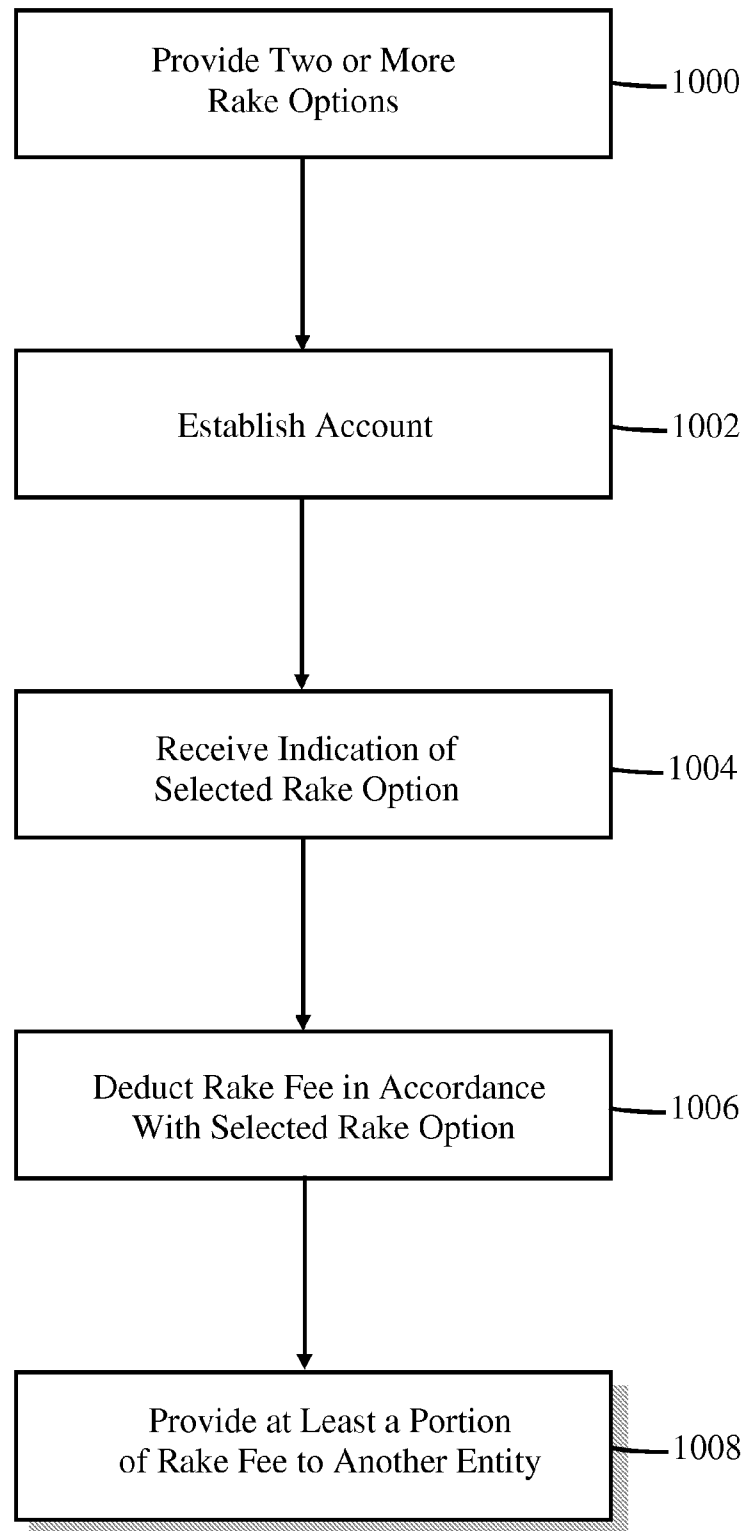 Provide Two or More
Rake Options
1000
Establish Account
1002
Receive Indication of
Selected Rake Option
1004
Deduct Rake Fee in Accordance
With Selected Rake Option
1006
Provide at Least a Portion
of Rake Fee to Another Entity
1008